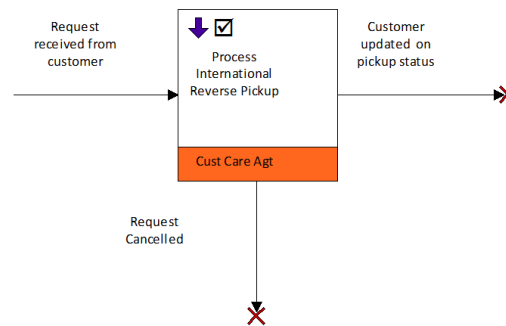 Request
received from
customer
Process
International
Reverse Pickup
Customer
updated on
pickup status
Cust Care Agt
Request
Cancelled